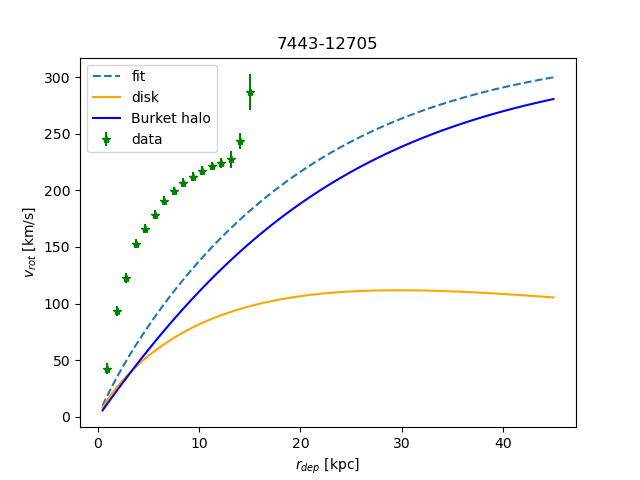 7443-12705
fit
disk
Burket halo
data
300
250
200
150
100
50
0
v_rot [km/s]
0 10 20 30 40
r_dep [kpc]